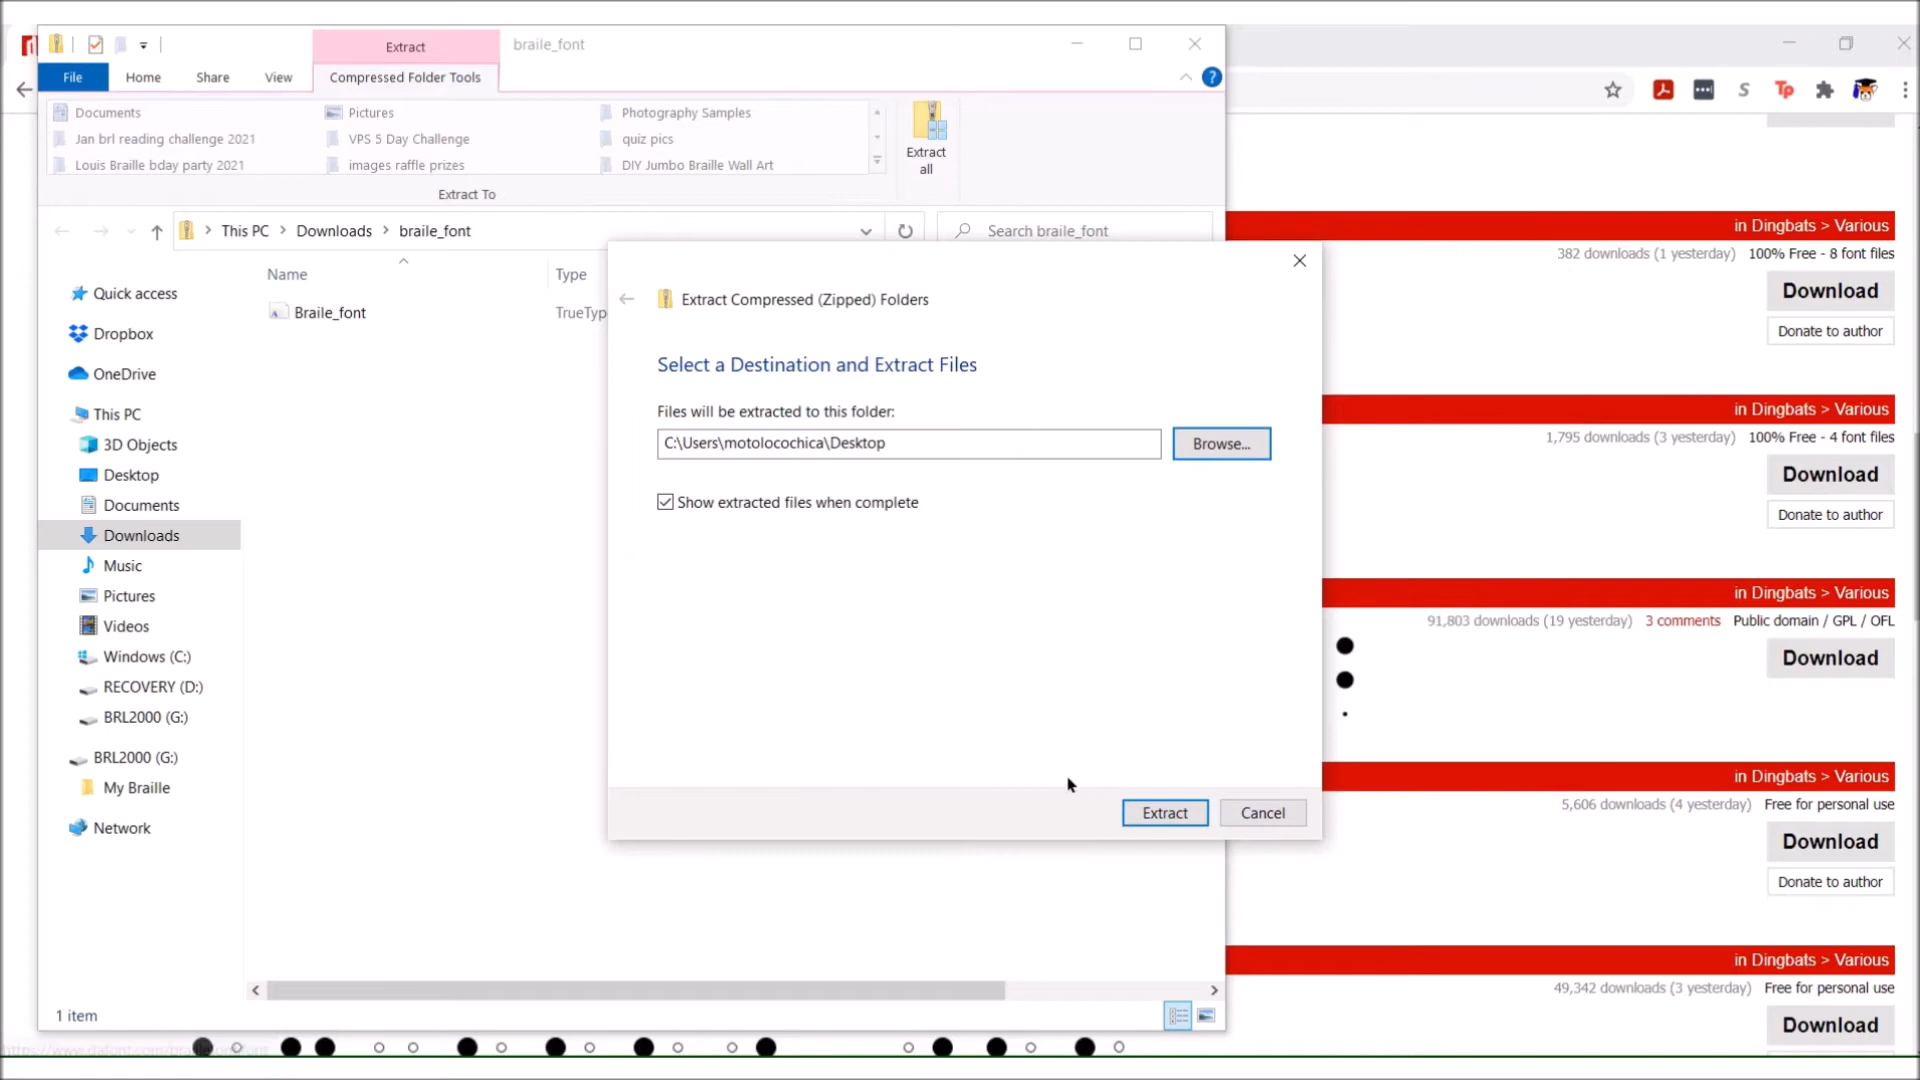 Extract
braile_font
File
Home
Share
View
Compressed Folder Tools
Documents
Pictures
Photography Samples
Jan brl reading challenge 2021
VPS 5 Day Challenge
quiz pics
Louis Braille bday party 2021
images raffle prizes
DIY Jumbo Braille Wall Art
Extract
all
Extract To
This PC > Downloads > braile_font
Search braile_font
Name
Type
Quick access
Dropbox
OneDrive
This PC
3D Objects
Desktop
Documents
Downloads
Music
Pictures
Videos
Windows (C:)
RECOVERY (D:)
BRL2000 (G:)
BRL2000 (G:)
My Braille
Network
Braile_font
TrueTyp
1 item
Extract Compressed (Zipped) Folders
Select a Destination and Extract Files
Files will be extracted to this folder:
C:\Users\motolocochica\Desktop
Browse...
Show extracted files when complete
Extract
Cancel
S
Tp
in Dingbats > Various
382 downloads (1 yesterday) 100% Free - 8 font files
Download
Donate to author
in Dingbats > Various
1,795 downloads (3 yesterday) 100% Free - 4 font files
Download
Donate to author
in Dingbats > Various
91,803 downloads (19 yesterday) 3 comments Public domain / GPL / OFL
Download
in Dingbats > Various
5,606 downloads (4 yesterday) Free for personal use
Download
Donate to author
in Dingbats > Various
49,342 downloads (3 yesterday) Free for personal use
Download